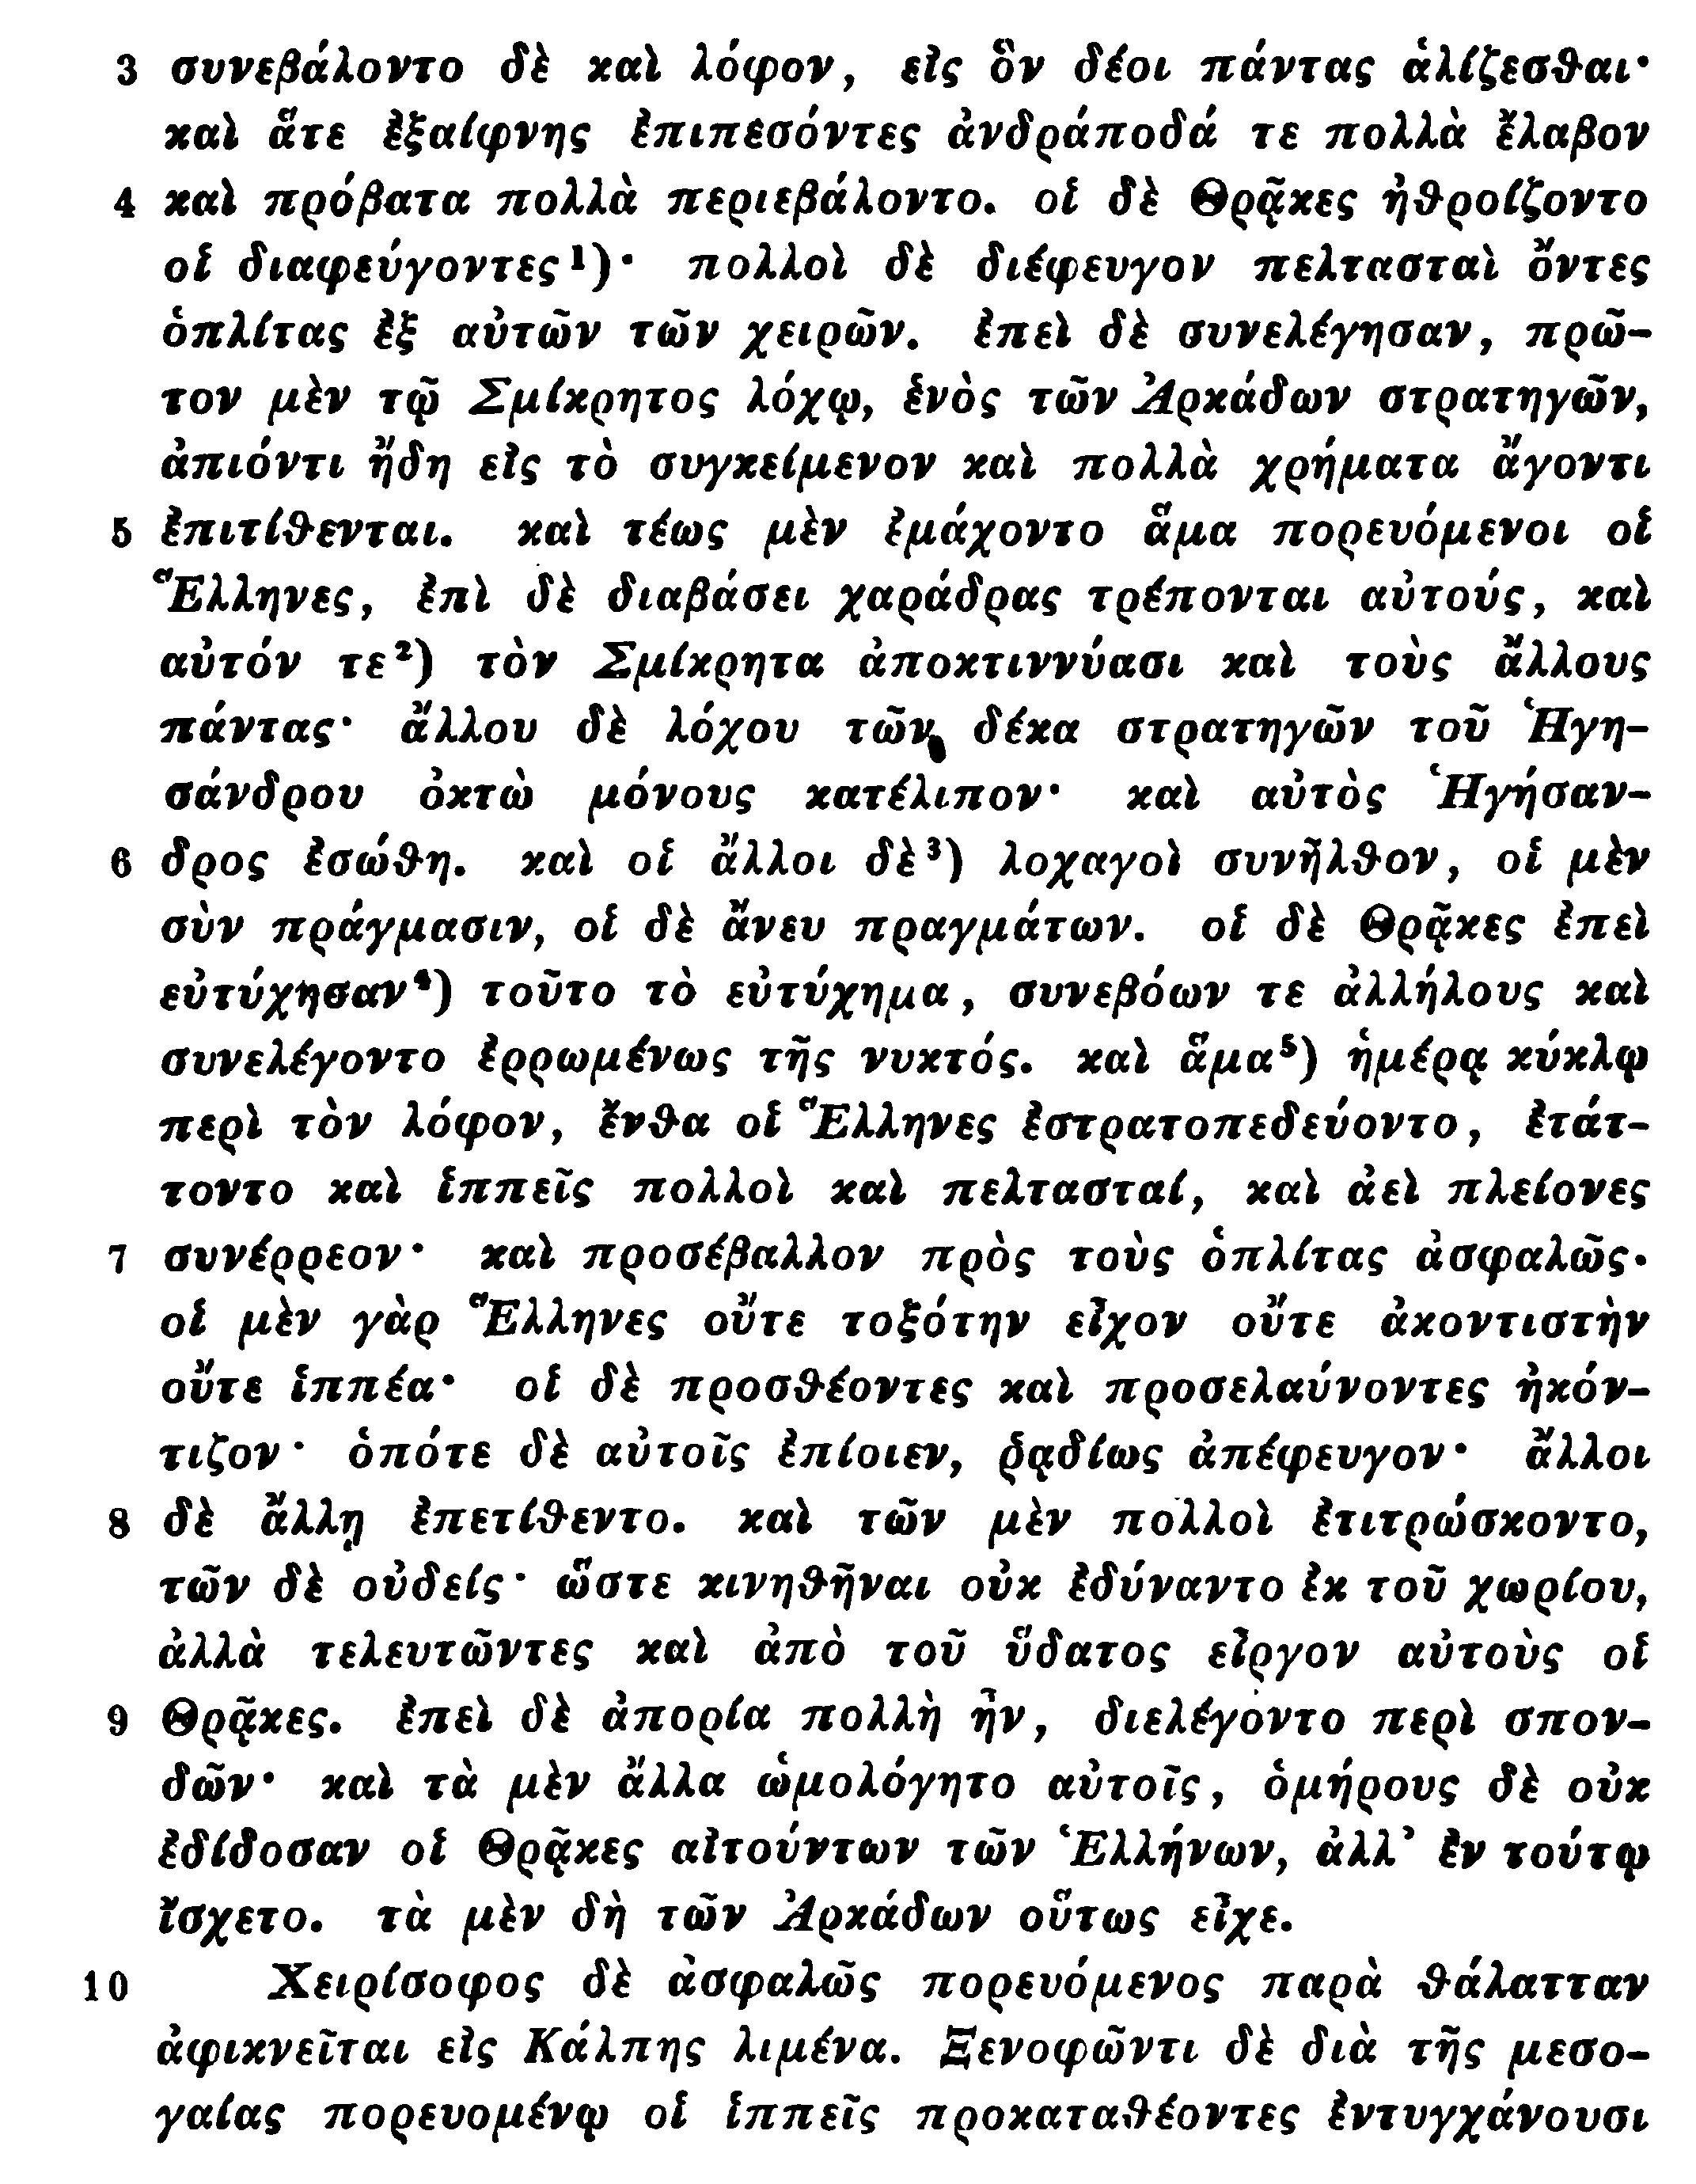 3 συνεβάλοντο δὲ καὶ λόφον, εἰς ὃν δέοι πάντας ἁλίζεσθαι·
καὶ ἅτε ἐξαίφνης ἐπιπεσόντες ἀνδράποδά τε πολλὰ ἔλαβον
4 καὶ πρόβατα πολλὰ περιεβάλοντο. οἱ δὲ Θρᾷκες ἠθροίζοντο
οἱ διαφεύγοντες¹)· πολλοὶ δὲ διέφευγον πελτασταὶ ὄντες
ὁπλίτας ἐξ αὐτῶν τῶν χειρῶν. ἐπεὶ δὲ συνελέγησαν, πρῶ-
τον μὲν τῷ Σμίκρητος λόχῳ, ἑνὸς τῶν Ἀρκάδων στρατηγῶν,
ἀπιόντι ἤδη εἰς τὸ συγκείμενον καὶ πολλὰ χρήματα ἄγοντι
5 ἐπιτίθενται. καὶ τέως μὲν ἐμάχοντο ἅμα πορευόμενοι οἱ
Ἕλληνες, ἐπὶ δὲ διαβάσει χαράδρας τρέπονται αὐτούς, καὶ
αὐτόν τε²) τὸν Σμίκρητα ἀποκτιννύασι καὶ τοὺς ἄλλους
πάντας· ἄλλου δὲ λόχου τῶν δέκα στρατηγῶν τοῦ Ἡγη-
σάνδρου ὀκτὼ μόνους κατέλιπον· καὶ αὐτὸς Ἡγήσαν-
6 δρος ἐσώθη. καὶ οἱ ἄλλοι δὲ³) λοχαγοὶ συνῆλθον, οἱ μὲν
σὺν πράγμασιν, οἱ δὲ ἄνευ πραγμάτων. οἱ δὲ Θρᾷκες ἐπεὶ
εὐτύχησαν⁴) τοῦτο τὸ εὐτύχημα, συνεβόων τε ἀλλήλους καὶ
συνελέγοντο ἐρρωμένως τῆς νυκτός. καὶ ἅμα⁵) ἡμέρᾳ κύκλῳ
περὶ τὸν λόφον, ἔνθα οἱ Ἕλληνες ἐστρατοπεδεύοντο, ἐτάτ-
τοντο καὶ ἱππεῖς πολλοὶ καὶ πελτασταί, καὶ ἀεὶ πλείονες
7 συνέρρεον· καὶ προσέβαλλον πρὸς τοὺς ὁπλίτας ἀσφαλῶς·
οἱ μὲν γὰρ Ἕλληνες οὔτε τοξότην εἶχον οὔτε ἀκοντιστὴν
οὔτε ἱππέα· οἱ δὲ προσθέοντες καὶ προσελαύνοντες ἠκόν-
τιζον· ὁπότε δὲ αὐτοῖς ἐπίοιεν, ῥᾳδίως ἀπέφευγον· ἄλλοι
8 δὲ ἄλλῃ ἐπετίθεντο. καὶ τῶν μὲν πολλοὶ ἐτιτρώσκοντο,
τῶν δὲ οὐδείς· ὥστε κινηθῆναι οὐκ ἐδύναντο ἐκ τοῦ χωρίου,
ἀλλὰ τελευτῶντες καὶ ἀπὸ τοῦ ὕδατος εἶργον αὐτοὺς οἱ
9 Θρᾷκες. ἐπεὶ δὲ ἀπορία πολλὴ ἦν, διελέγοντο περὶ σπον-
δῶν· καὶ τὰ μὲν ἄλλα ὡμολόγητο αὐτοῖς, ὁμήρους δὲ οὐκ
ἐδίδοσαν οἱ Θρᾷκες αἰτούντων τῶν Ἑλλήνων, ἀλλ’ ἐν τούτῳ
ἴσχετο. τὰ μὲν δὴ τῶν Ἀρκάδων οὕτως εἶχε.
10 Χειρίσοφος δὲ ἀσφαλῶς πορευόμενος παρὰ θάλατταν
ἀφικνεῖται εἰς Κάλπης λιμένα. Ξενοφῶντι δὲ διὰ τῆς μεσο-
γαίας πορευομένῳ οἱ ἱππεῖς προκαταθέοντες ἐντυγχάνουσι